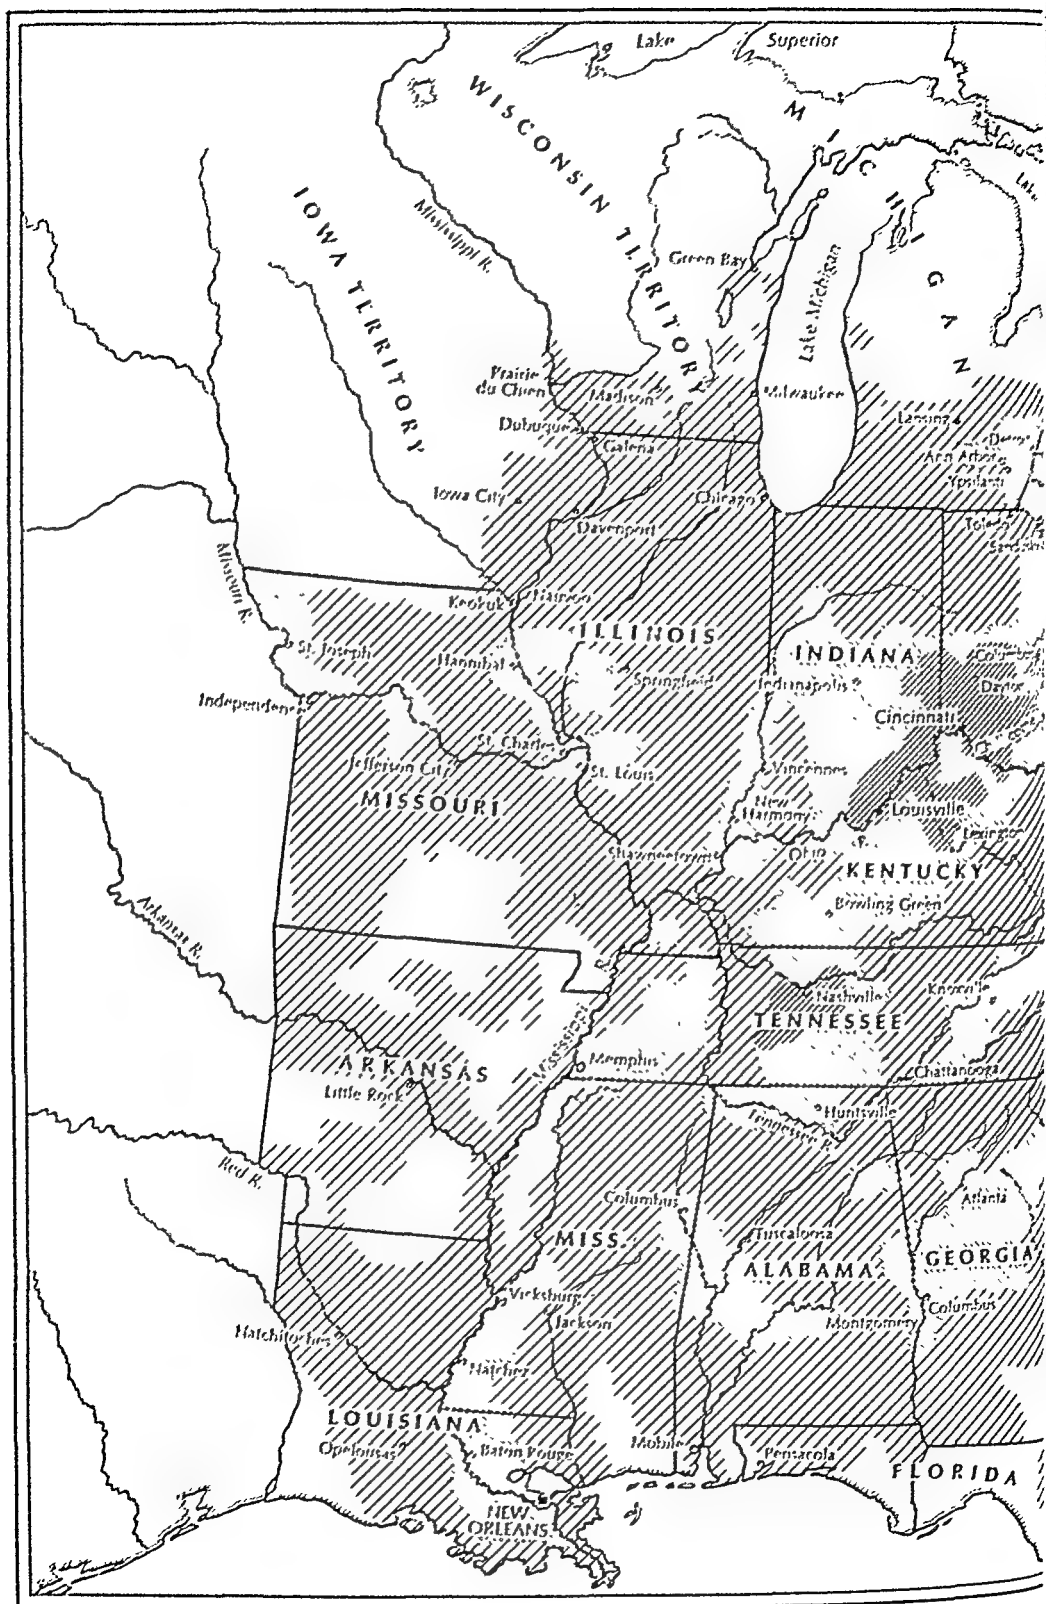 Lake Superior
WISCONSIN TERRITORY
MICHIGAN
Lake
IOWA TERRITORY
Mississippi R.
Green Bay
Lake Michigan
Prairie
du Chien
Madison
Milwaukee
Lansing
Dubuque
Galena
Ann Arbor
Ypsilanti
Iowa City
Chicago
Davenport
Toledo
Missouri R.
Keokuk
Nauvoo
ILLINOIS
INDIANA
St. Joseph
Hannibal
Springfield
Indianapolis
Independence
Cincinnati
St. Charles
Jefferson City
St. Louis
Vincennes
MISSOURI
New
Harmony
Louisville
Lexington
Shawneetown
Ohio R.
KENTUCKY
Bowling Green
Arkansas R.
Nashville
Knoxville
TENNESSEE
Mississippi
Memphis
ARKANSAS
Little Rock
Chattanooga
Huntsville
Tennessee R.
Red R.
Columbus
Atlanta
Tuscaloosa
MISS.
ALABAMA
GEORGIA
Vicksburg
Jackson
Montgomery
Columbus
Natchitoches
Natchez
LOUISIANA
Opelousas
Baton Rouge
Mobile
Pensacola
FLORIDA
NEW
ORLEANS